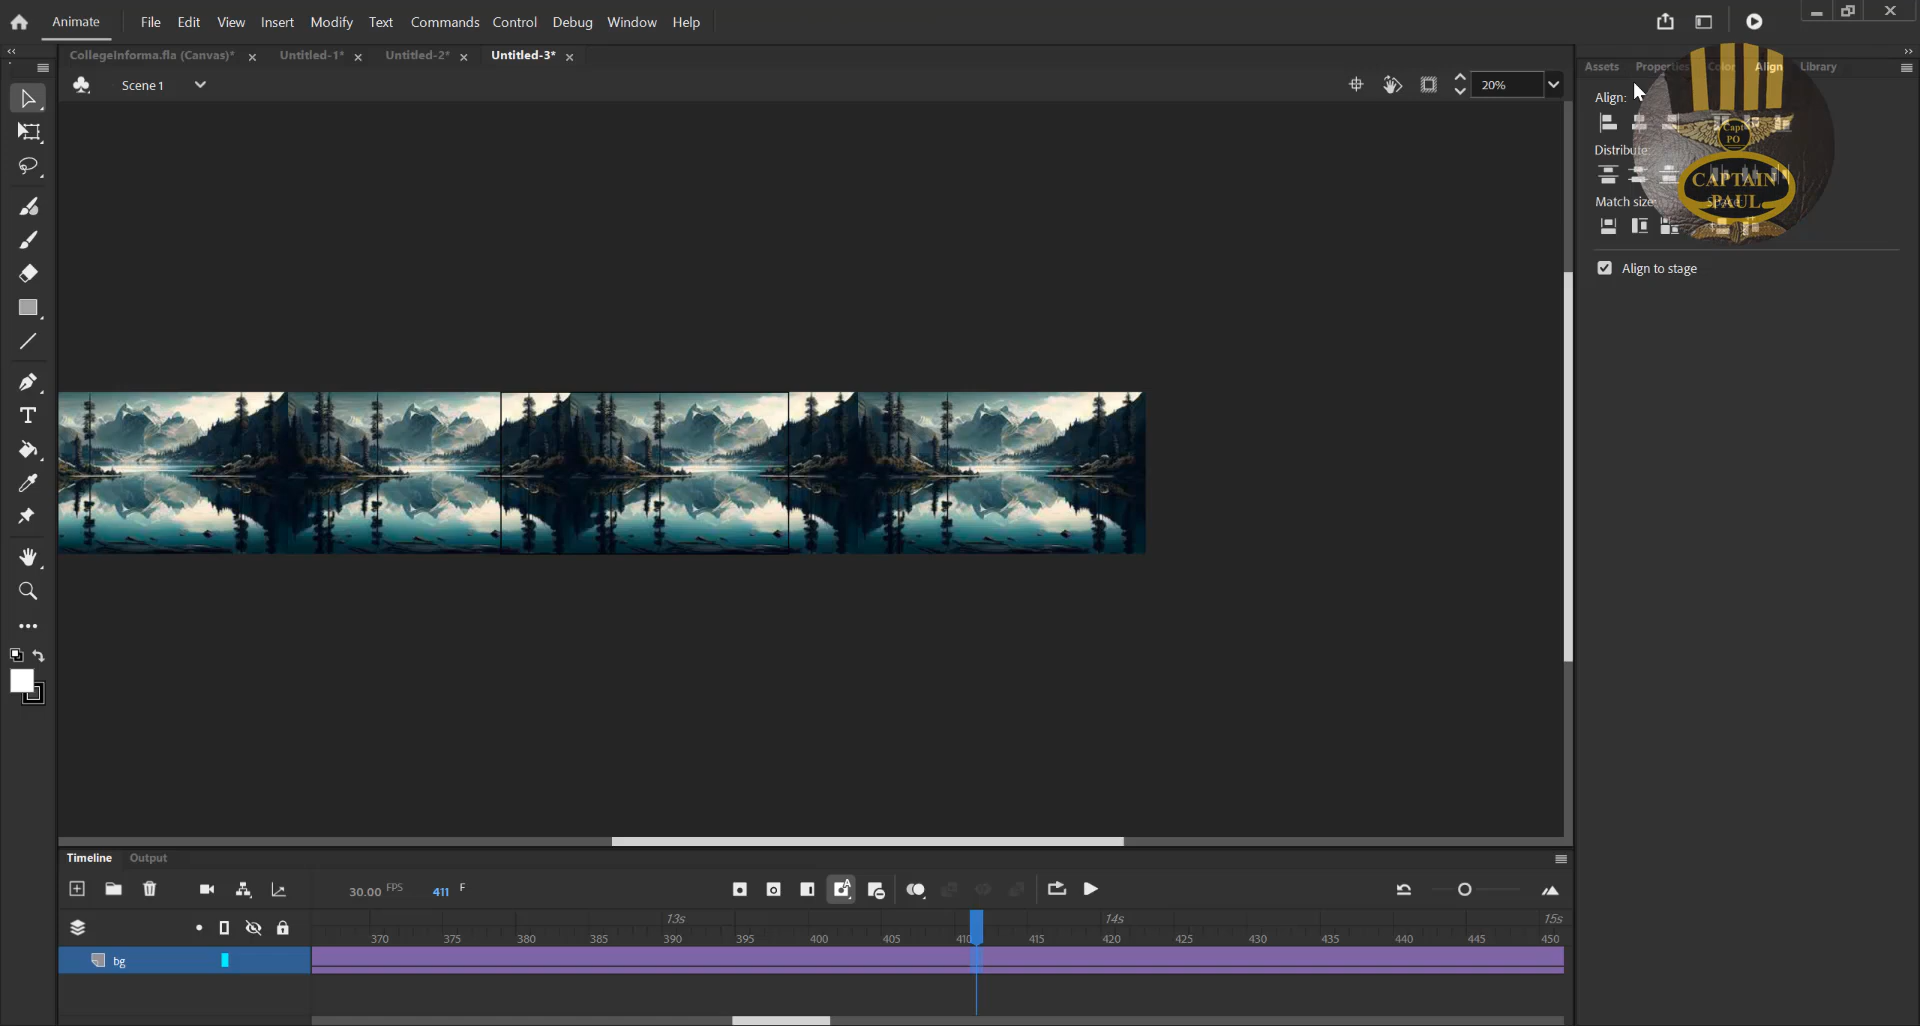 Animate File Edit View Insert Modify Text Commands Control Debug Window Help
CollegeInforma.fla (Canvas)* Untitled-1* Untitled-2* Untitled-3*
Assets Properties Color Align Library
Scene 1 20%
Align:
Distribute
Match size: Space
Align to stage
Capt
PO
CAPTAIN
PAUL
Timeline Output
30.00 FPS 411 F
13s 14s 15s
370 375 380 385 390 395 400 405 410 415 420 425 430 435 440 445 450
bg